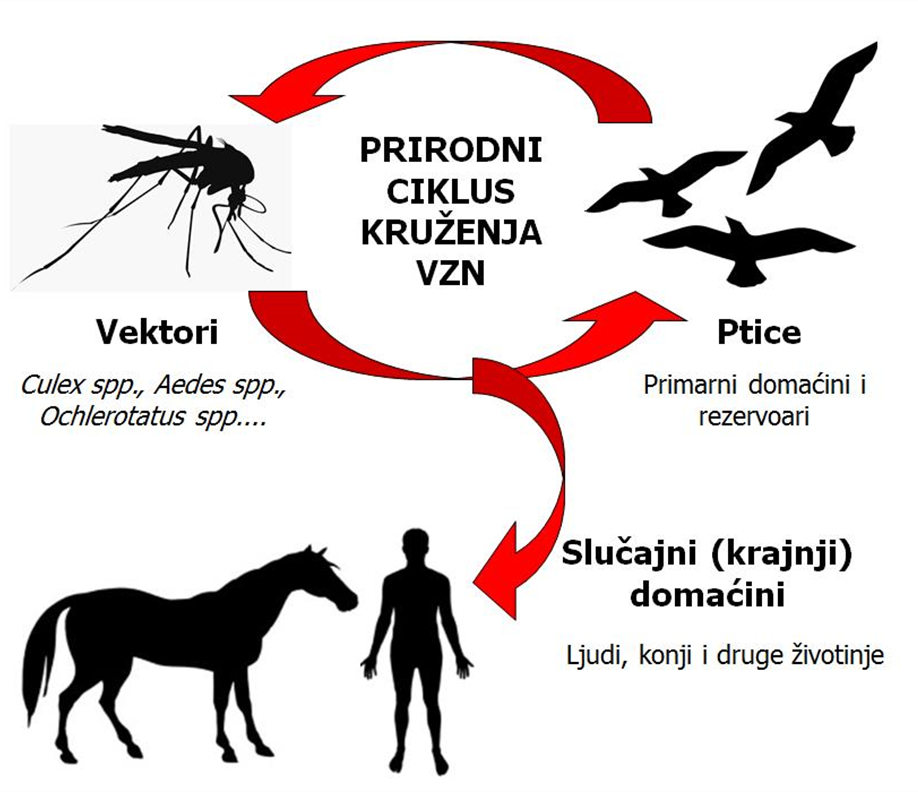 PRIRODNI
CIKLUS
KRUŽENJA
VZN
Vektori
Culex spp., Aedes spp.,
Ochlerotatus spp....
Ptice
Primarni domaćini i
rezervoari
Slučajni (krajnji)
domaćini
Ljudi, konji i druge životinje